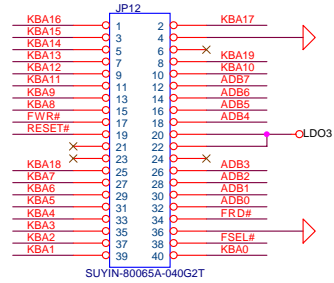 JP12
KBA16 1 2 KBA17
KBA15 3 4
KBA14 5 6
KBA13 7 8 KBA19
KBA12 9 10 KBA10
KBA11 11 12 ADB7
KBA9 13 14 ADB6
KBA8 15 16 ADB5
FWR# 17 18 ADB4
RESET# 19 20 LDO3
21 22
23 24
KBA18 25 26 ADB3
KBA7 27 28 ADB2
KBA6 29 30 ADB1
KBA5 31 32 ADB0
KBA4 33 34 FRD#
KBA3 35 36
KBA2 37 38 FSEL#
KBA1 39 40 KBA0
SUYIN-80065A-040G2T